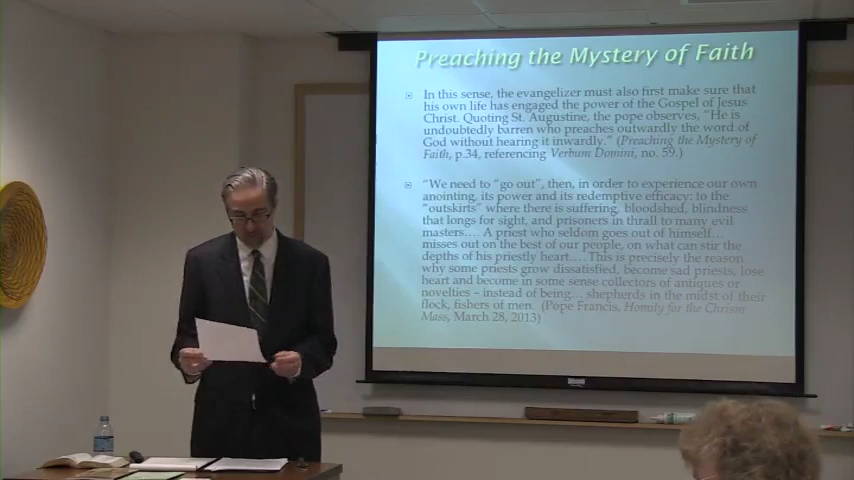 Preaching the Mystery of Faith
In this sense, the evangelizer must also first make sure that
his own life has engaged the power of the Gospel of Jesus
Christ. Quoting St. Augustine, the pope observes, “He is
undoubtedly barren who preaches outwardly the word of
God without hearing it inwardly.” (Preaching the Mystery of
Faith, p.34, referencing Verbum Domini, no. 59.)
“We need to “go out”, then, in order to experience our own
anointing, its power and its redemptive efficacy: to the
“outskirts” where there is suffering, bloodshed, blindness
that longs for sight, and prisoners in thrall to many evil
masters…. A priest who seldom goes out of himself…
misses out on the best of our people, on what can stir the
depths of his priestly heart…. This is precisely the reason
why some priests grow dissatisfied, become sad priests, lose
heart and become in some sense collectors of antiques or
novelties – instead of being… shepherds in the midst of their
flock, fishers of men. (Pope Francis, Homily for the Chrism
Mass, March 28, 2013)